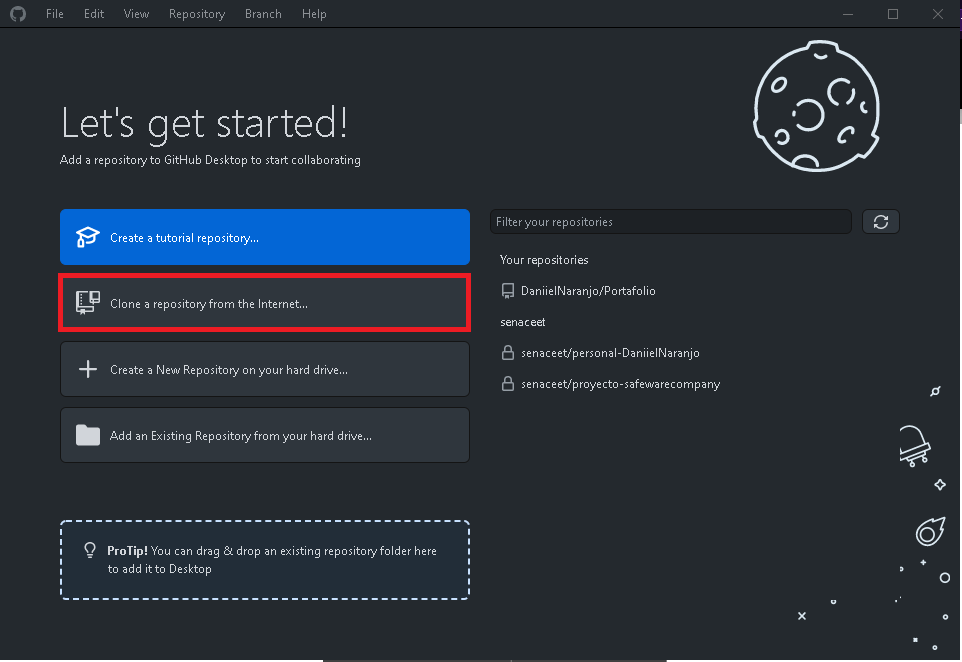 File Edit View Repository Branch Help
Let's get started!
Add a repository to GitHub Desktop to start collaborating
Create a tutorial repository...
Clone a repository from the Internet...
Create a New Repository on your hard drive...
Add an Existing Repository from your hard drive...
ProTip! You can drag & drop an existing repository folder here
to add it to Desktop
Filter your repositories
Your repositories
DaniielNaranjo/Portafolio
senaceet
senaceet/personal-DaniielNaranjo
senaceet/proyecto-safewarecompany